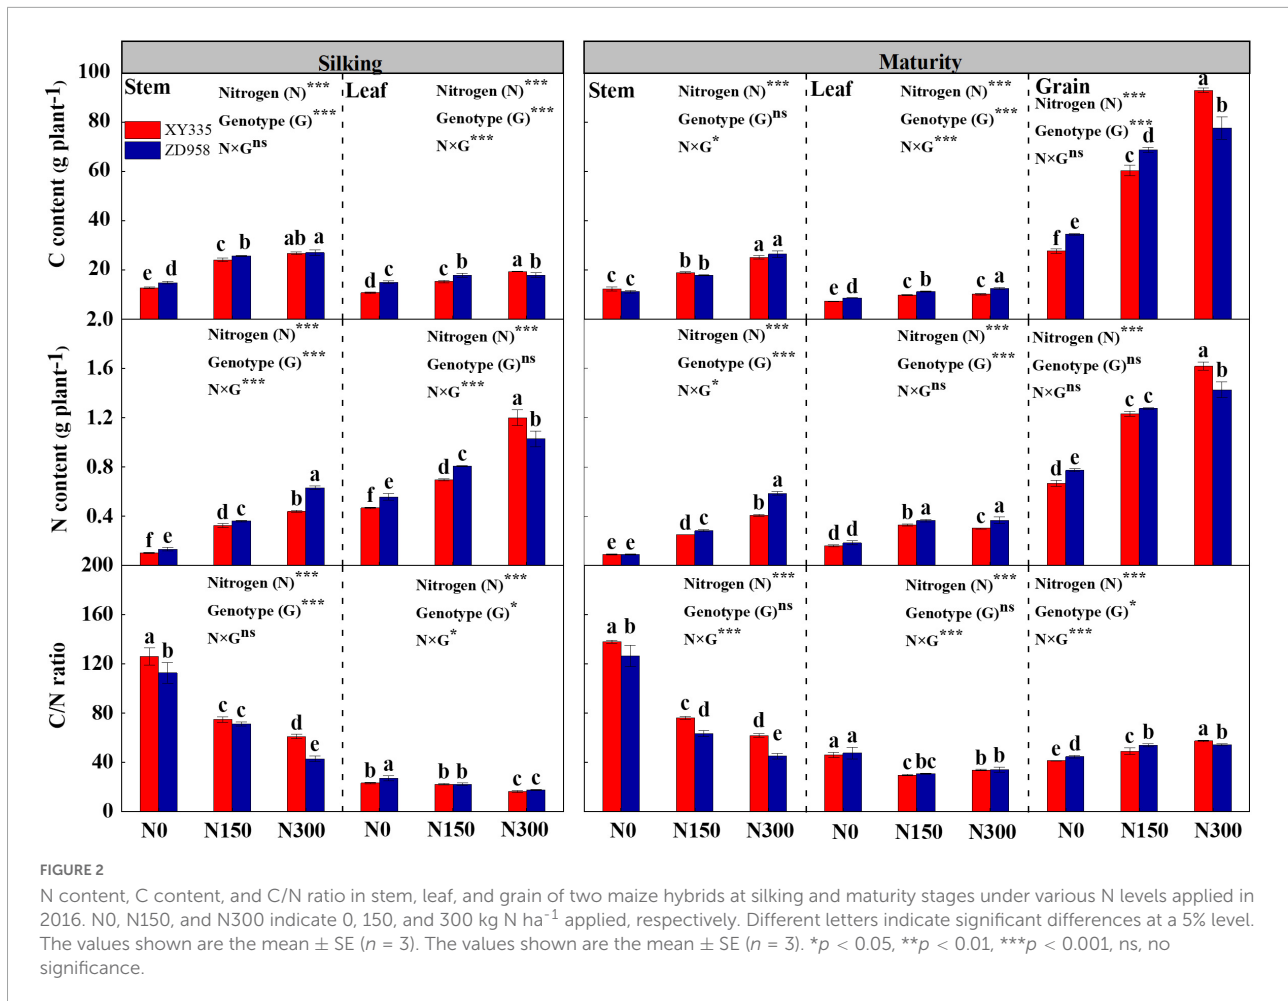 Silking
Maturity
C content (g plant-1)
100
80
60
40
20
2.0
Stem
XY335
ZD958
Nitrogen (N)***
Genotype (G)***
N×Gns
e d c b ab a
Leaf
Nitrogen (N)***
Genotype (G)***
N×G***
d c c b a b
Stem
Nitrogen (N)***
Genotype (G)ns
N×G*
c c b b a a
Leaf
Nitrogen (N)***
Genotype (G)***
N×G***
e d c b c a
Grain
Nitrogen (N)***
Genotype (G)***
N×Gns
f e c d a b
N content (g plant-1)
1.6
1.2
0.8
0.4
200
Nitrogen (N)***
Genotype (G)***
N×G***
f e d c b a
Nitrogen (N)***
Genotype (G)ns
N×G***
f e d c a b
Nitrogen (N)***
Genotype (G)***
N×G*
e e d c b a
Nitrogen (N)***
Genotype (G)***
N×Gns
d d b a c a
Nitrogen (N)***
Genotype (G)ns
N×Gns
d e c c a b
C/N ratio
160
120
80
40
0
Nitrogen (N)***
Genotype (G)***
N×Gns
a b c c d e
Nitrogen (N)***
Genotype (G)*
N×G*
b a b b c c
Nitrogen (N)***
Genotype (G)ns
N×G***
a b c d d e
Nitrogen (N)***
Genotype (G)ns
N×G***
a a c bc b b
Nitrogen (N)***
Genotype (G)*
N×G***
e d c b a b
N0 N150 N300 N0 N150 N300 N0 N150 N300 N0 N150 N300 N0 N150 N300
FIGURE 2
N content, C content, and C/N ratio in stem, leaf, and grain of two maize hybrids at silking and maturity stages under various N levels applied in
2016. N0, N150, and N300 indicate 0, 150, and 300 kg N ha-1 applied, respectively. Different letters indicate significant differences at a 5% level.
The values shown are the mean ± SE (n = 3). The values shown are the mean ± SE (n = 3). *p < 0.05, **p < 0.01, ***p < 0.001, ns, no
significance.